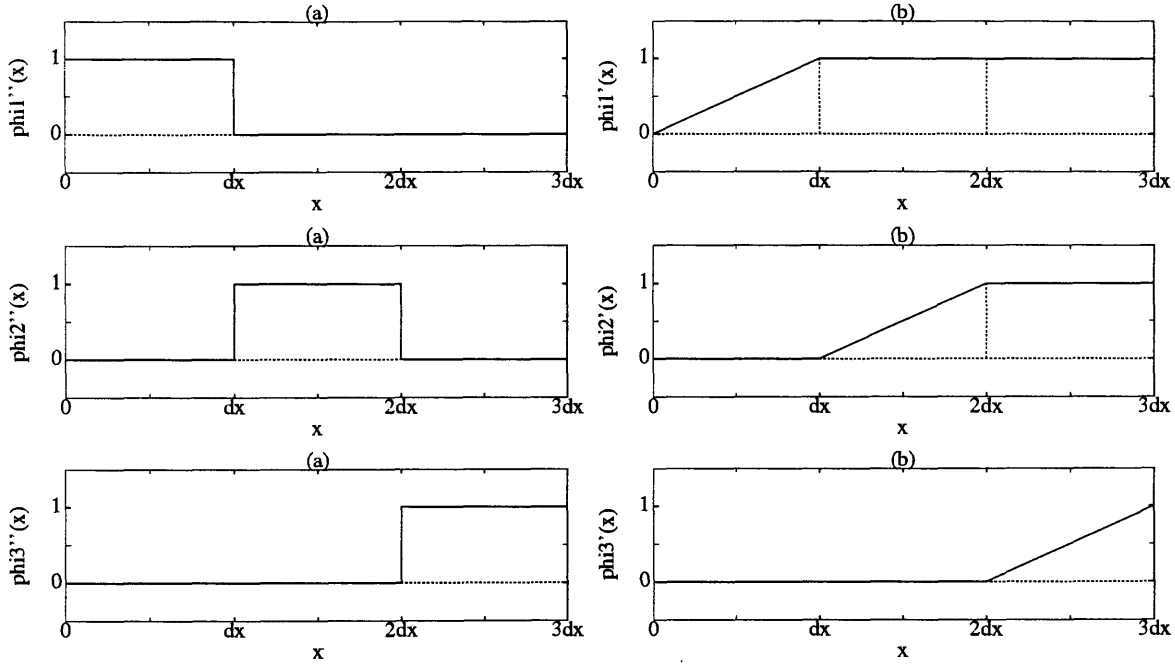 (a)
phi1''(x)
1
0
0 dx 2dx 3dx
x
(b)
phi1'(x)
1
0
0 dx 2dx 3dx
x
(a)
phi2''(x)
1
0
0 dx 2dx 3dx
x
(b)
phi2'(x)
1
0
0 dx 2dx 3dx
x
(a)
phi3''(x)
1
0
0 dx 2dx 3dx
x
(b)
phi3'(x)
1
0
0 dx 2dx 3dx
x